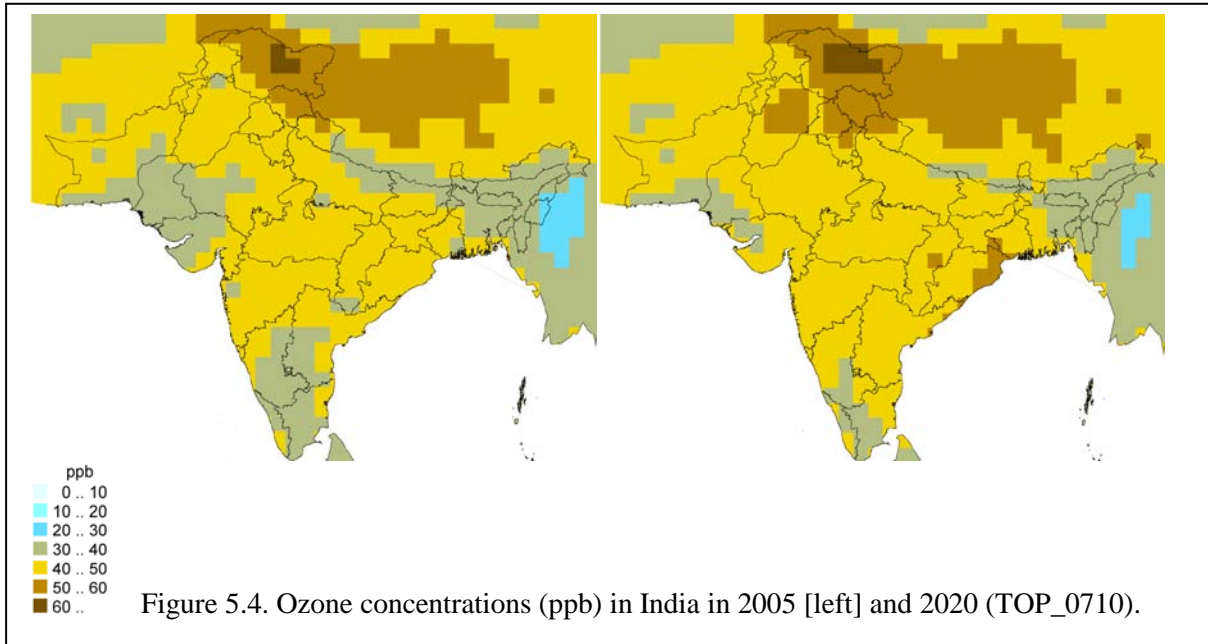 ppb
0 .. 10
10 .. 20
20 .. 30
30 .. 40
40 .. 50
50 .. 60
60 ..
Figure 5.4. Ozone concentrations (ppb) in India in 2005 [left] and 2020 (TOP_0710).